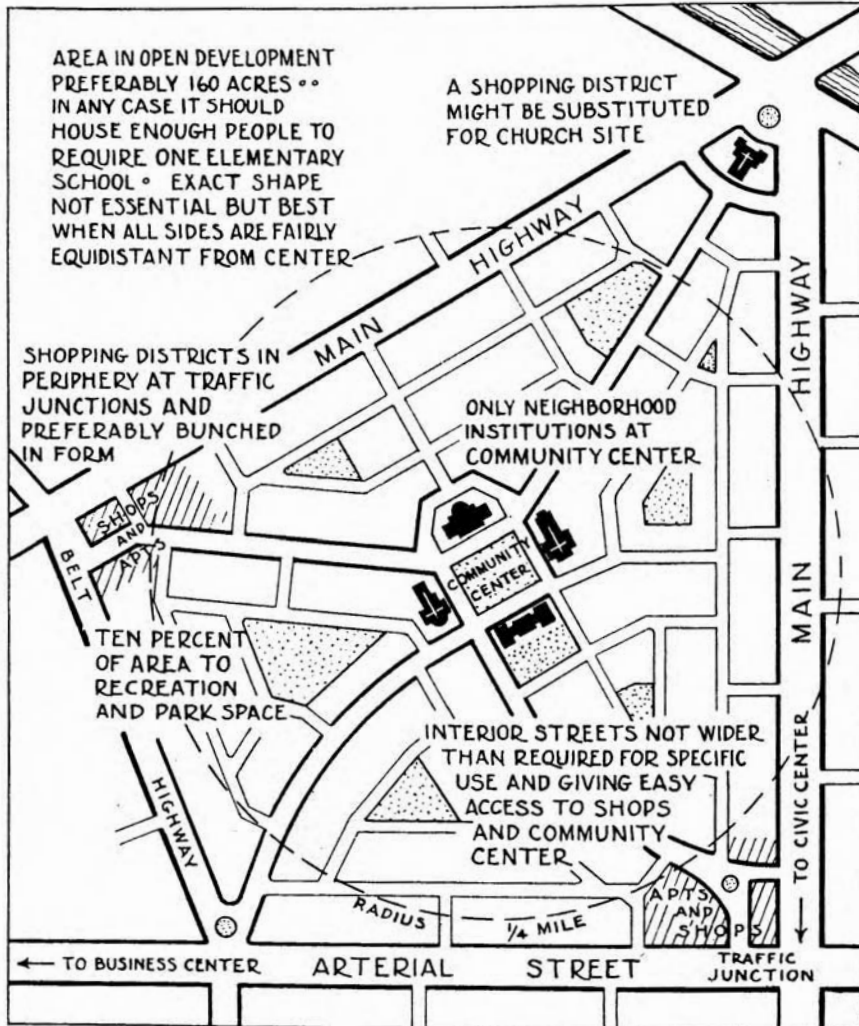 AREA IN OPEN DEVELOPMENT
PREFERABLY 160 ACRES ••
IN ANY CASE IT SHOULD
HOUSE ENOUGH PEOPLE TO
REQUIRE ONE ELEMENTARY
SCHOOL • EXACT SHAPE
NOT ESSENTIAL BUT BEST
WHEN ALL SIDES ARE FAIRLY
EQUIDISTANT FROM CENTER
A SHOPPING DISTRICT
MIGHT BE SUBSTITUTED
FOR CHURCH SITE
MAIN HIGHWAY
HIGHWAY
MAIN
SHOPPING DISTRICTS IN
PERIPHERY AT TRAFFIC
JUNCTIONS AND
PREFERABLY BUNCHED
IN FORM
ONLY NEIGHBORHOOD
INSTITUTIONS AT
COMMUNITY CENTER
SHOPS
AND
APTS
BELT
HIGHWAY
COMMUNITY
CENTER
TEN PERCENT
OF AREA TO
RECREATION
AND PARK SPACE
INTERIOR STREETS NOT WIDER
THAN REQUIRED FOR SPECIFIC
USE AND GIVING EASY
ACCESS TO SHOPS
AND COMMUNITY
CENTER
TO CIVIC CENTER
RADIUS 1/4 MILE
APTS
AND
SHOPS
← TO BUSINESS CENTER
ARTERIAL STREET
TRAFFIC
JUNCTION